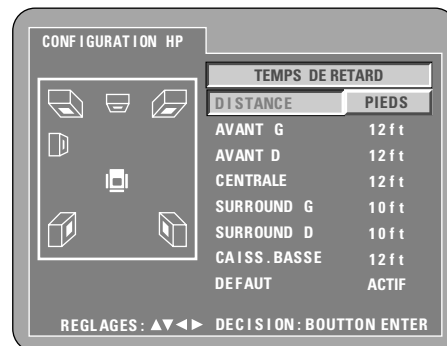 CONFIGURATION HP
TEMPS DE RETARD
DISTANCE PIEDS
AVANT G 12ft
AVANT D 12ft
CENTRALE 12ft
SURROUND G 10ft
SURROUND D 10ft
CAISS.BASSE 12ft
DEFAUT ACTIF
REGLAGES: ▲▼◄► DECISION:BOUTTON ENTER